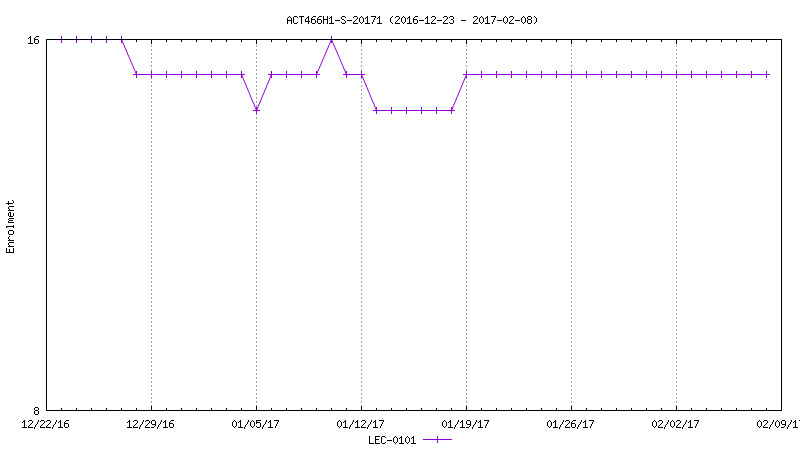 ACT466H1-S-20171 (2016-12-23 - 2017-02-08)
16
Enrolment
8
12/22/16 12/29/16 01/05/17 01/12/17 01/19/17 01/26/17 02/02/17 02/09/1
LEC-0101